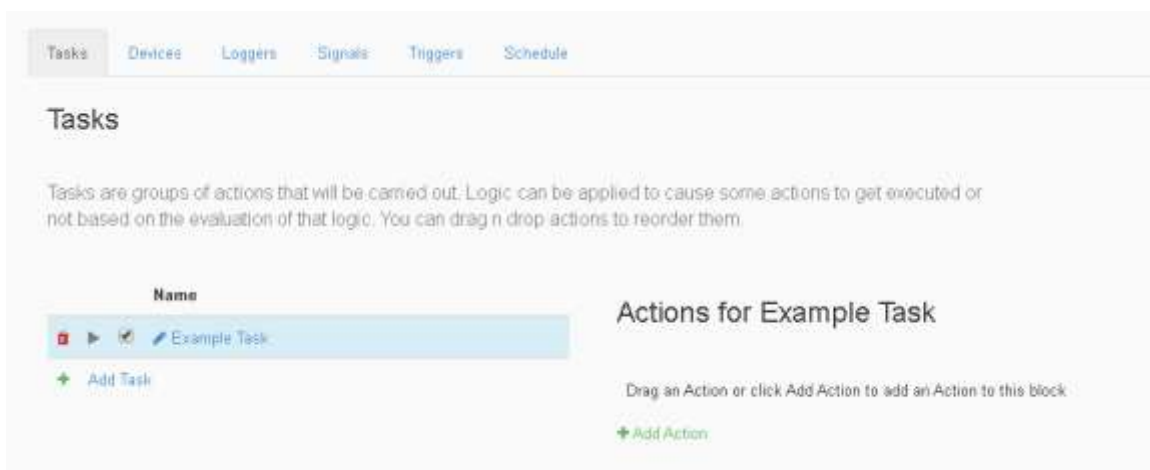 Tasks Devices Loggers Signals Triggers Schedule
Tasks
Tasks are groups of actions that will be carried out. Logic can be applied to cause some actions to get executed or
not based on the evaluation of that logic. You can drag n drop actions to reorder them.
Name
Example Task
Add Task
Actions for Example Task
Drag an Action or click Add Action to add an Action to this block
Add Action